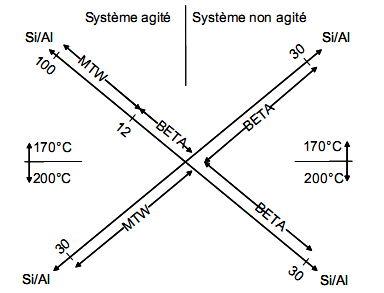 Système agité Système non agité
Si/Al Si/Al
100 MTW 30
12 BETA BETA
170°C 170°C
200°C 200°C
30 MTW BETA 30
Si/Al Si/Al